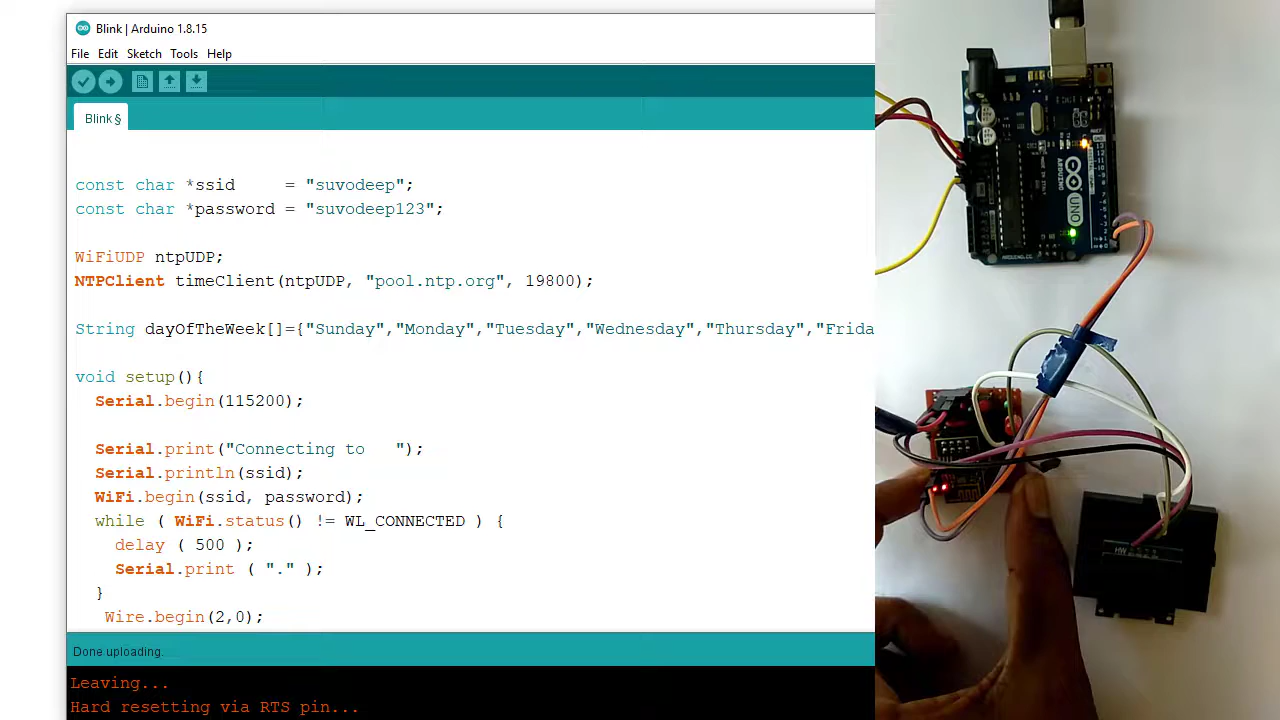 Blink | Arduino 1.8.15
File Edit Sketch Tools Help
Blink §
const char *ssid     = "suvodeep";
const char *password = "suvodeep123";
WiFiUDP ntpUDP;
NTPClient timeClient(ntpUDP, "pool.ntp.org", 19800);
String dayOfTheWeek[]={"Sunday","Monday","Tuesday","Wednesday","Thursday","Frida
void setup(){
Serial.begin(115200);
Serial.print("Connecting to   ");
Serial.println(ssid);
WiFi.begin(ssid, password);
while ( WiFi.status() != WL_CONNECTED ) {
delay ( 500 );
Serial.print ( "." );
}
Wire.begin(2,0);
Done uploading.
Leaving...
Hard resetting via RTS pin...
ARDUINO
UNO
HW